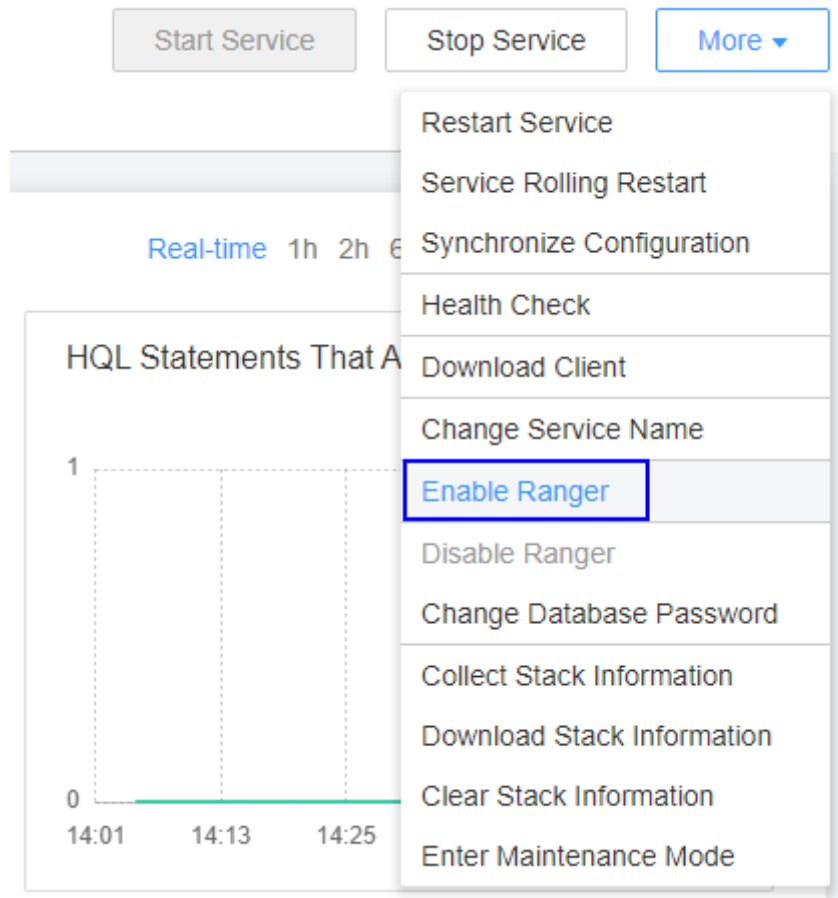 Start Service
Stop Service
More
Restart Service
Service Rolling Restart
Synchronize Configuration
Health Check
Download Client
Change Service Name
Enable Ranger
Disable Ranger
Change Database Password
Collect Stack Information
Download Stack Information
Clear Stack Information
Enter Maintenance Mode
Real-time 1h 2h
HQL Statements That
1
0
14:01 14:13 14:25